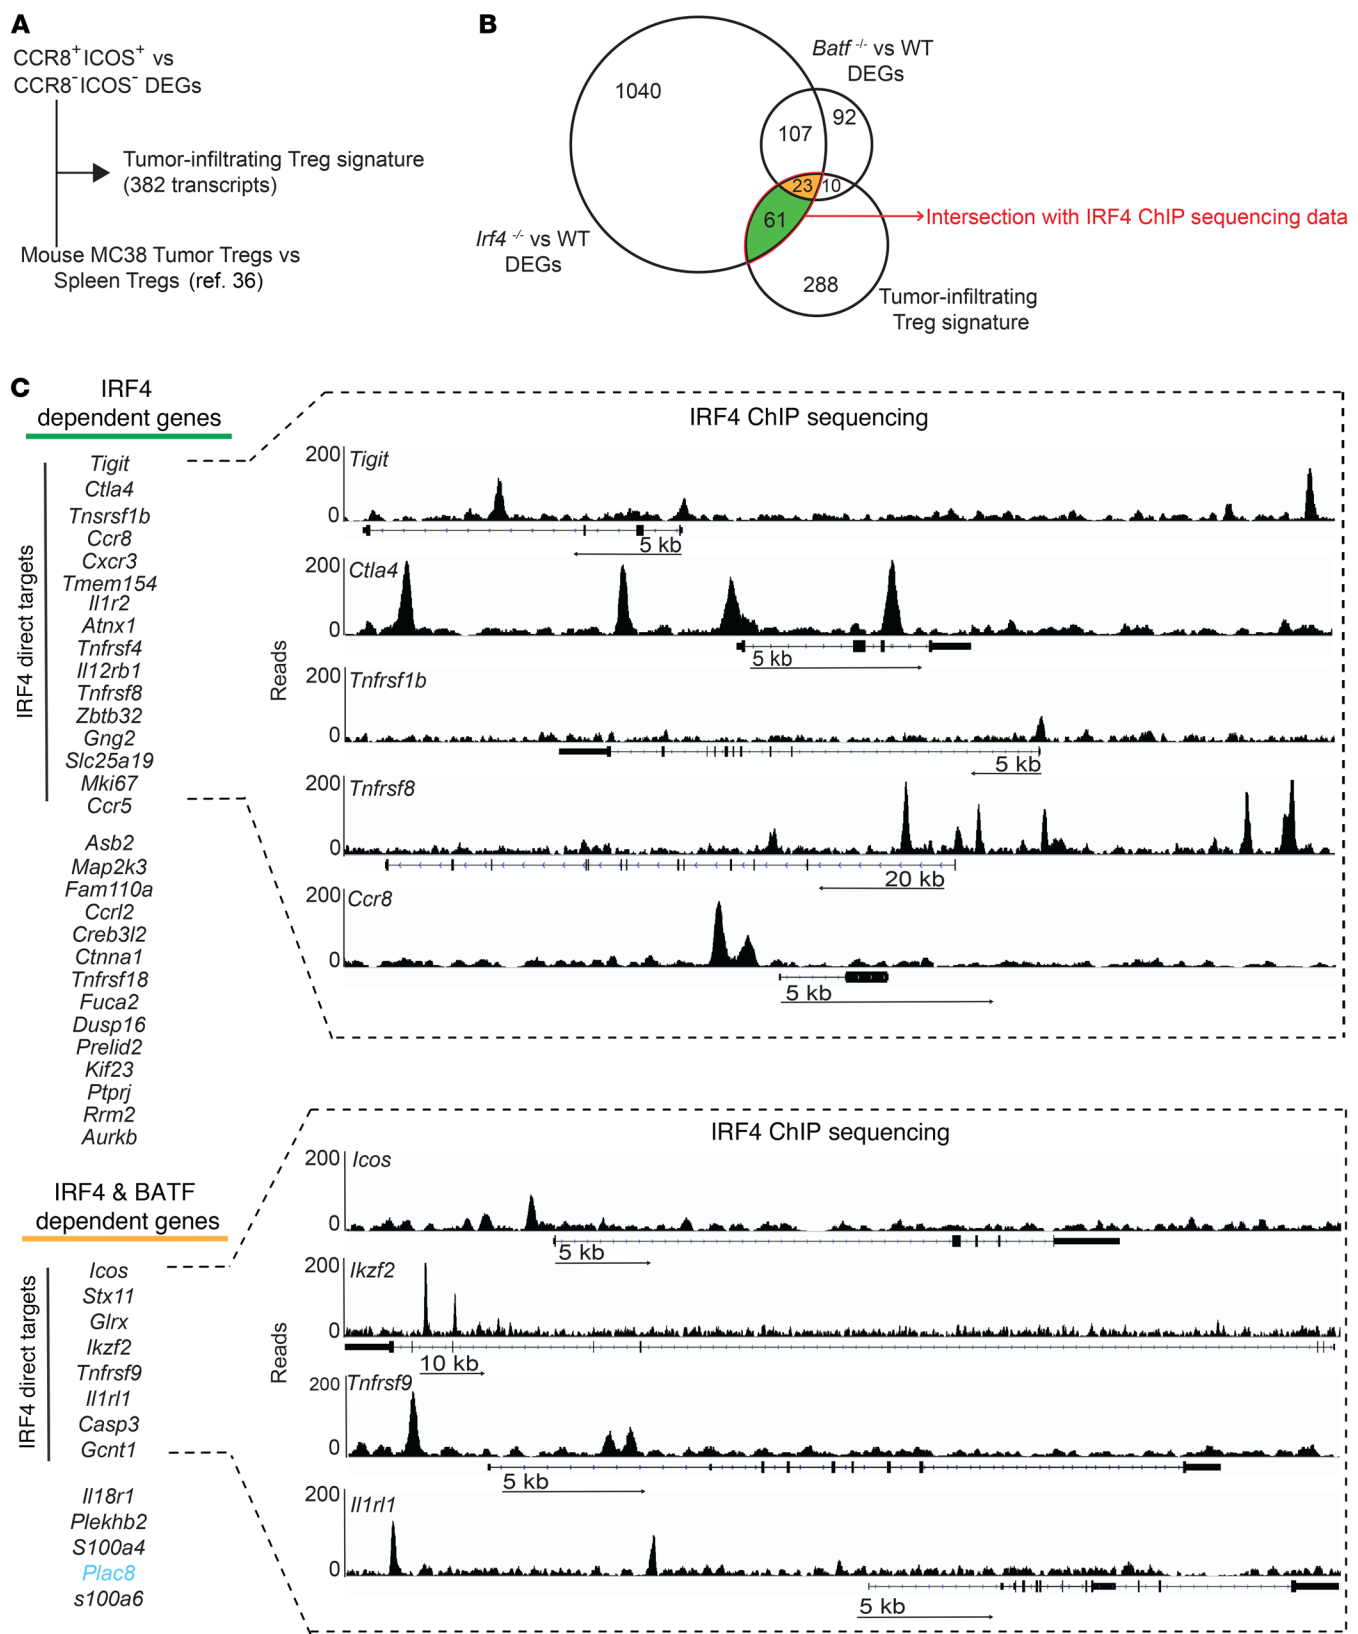 A
CCR8+ICOS+ vs
CCR8-ICOS- DEGs
Tumor-infiltrating Treg signature
(382 transcripts)
Mouse MC38 Tumor Tregs vs
Spleen Tregs (ref. 36)
B
Batf -/- vs WT
DEGs
1040
107
92
23
10
61
288
Irf4 -/- vs WT
DEGs
Intersection with IRF4 ChIP sequencing data
Tumor-infiltrating
Treg signature
C
IRF4
dependent genes
IRF4 direct targets
Tigit
Ctla4
Tnsrsf1b
Ccr8
Cxcr3
Tmem154
Il1r2
Atnx1
Tnfrsf4
Il12rb1
Tnfrsf8
Zbtb32
Gng2
Slc25a19
Mki67
Ccr5
Asb2
Map2k3
Fam110a
Ccrl2
Creb3l2
Ctnna1
Tnfrsf18
Fuca2
Dusp16
Prelid2
Kif23
Ptprj
Rrm2
Aurkb
IRF4 ChIP sequencing
Reads
200
Tigit
0
5 kb
200
Ctla4
0
5 kb
200
Tnfrsf1b
0
5 kb
200
Tnfrsf8
0
20 kb
200
Ccr8
0
5 kb
IRF4 & BATF
dependent genes
IRF4 direct targets
Icos
Stx11
Glrx
Ikzf2
Tnfrsf9
Il1rl1
Casp3
Gcnt1
Il18r1
Plekhb2
S100a4
Plac8
s100a6
IRF4 ChIP sequencing
Reads
200
Icos
0
5 kb
200
Ikzf2
0
10 kb
200
Tnfrsf9
0
5 kb
200
Il1rl1
0
5 kb